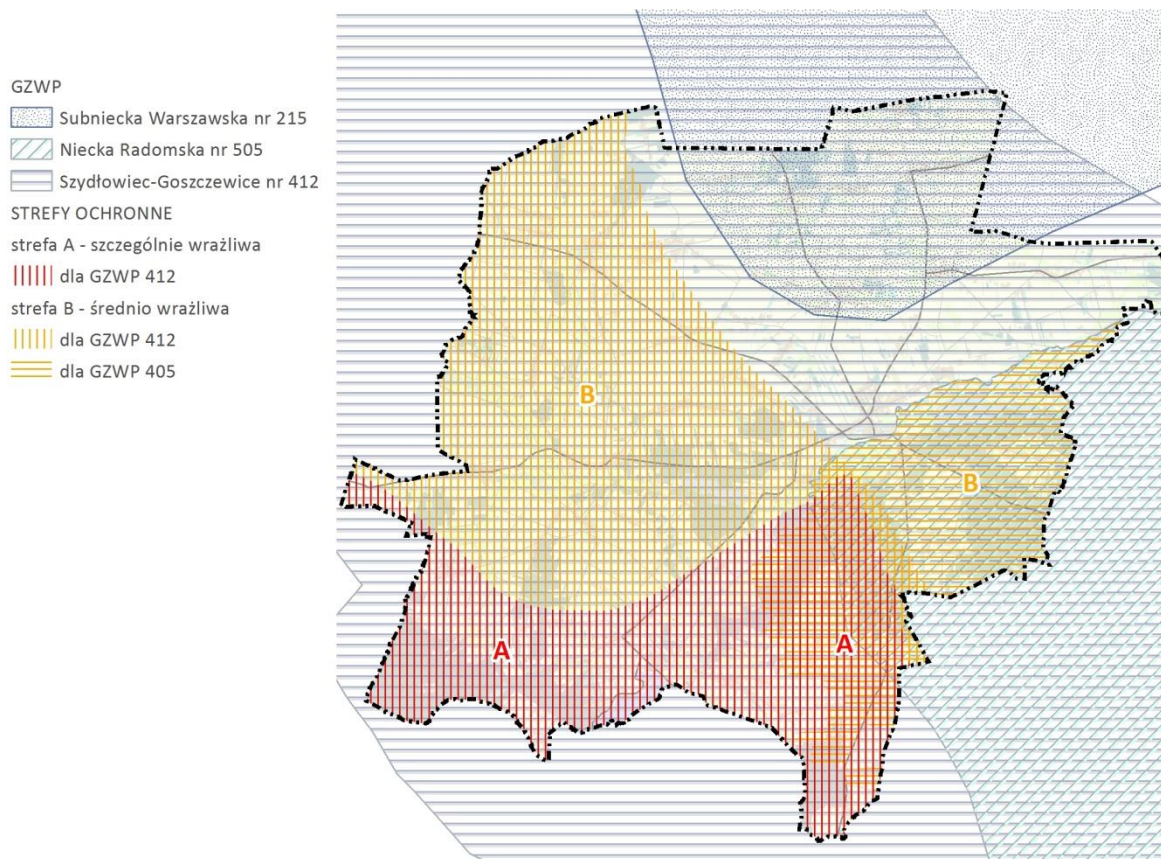 GZWP
Subniecka Warszawska nr 215
Niecka Radomska nr 505
Szydłowiec-Goszczewice nr 412
STREFY OCHRONNE
strefa A - szczególnie wrażliwa
dla GZWP 412
strefa B - średnio wrażliwa
dla GZWP 412
dla GZWP 405
B
B
A
A